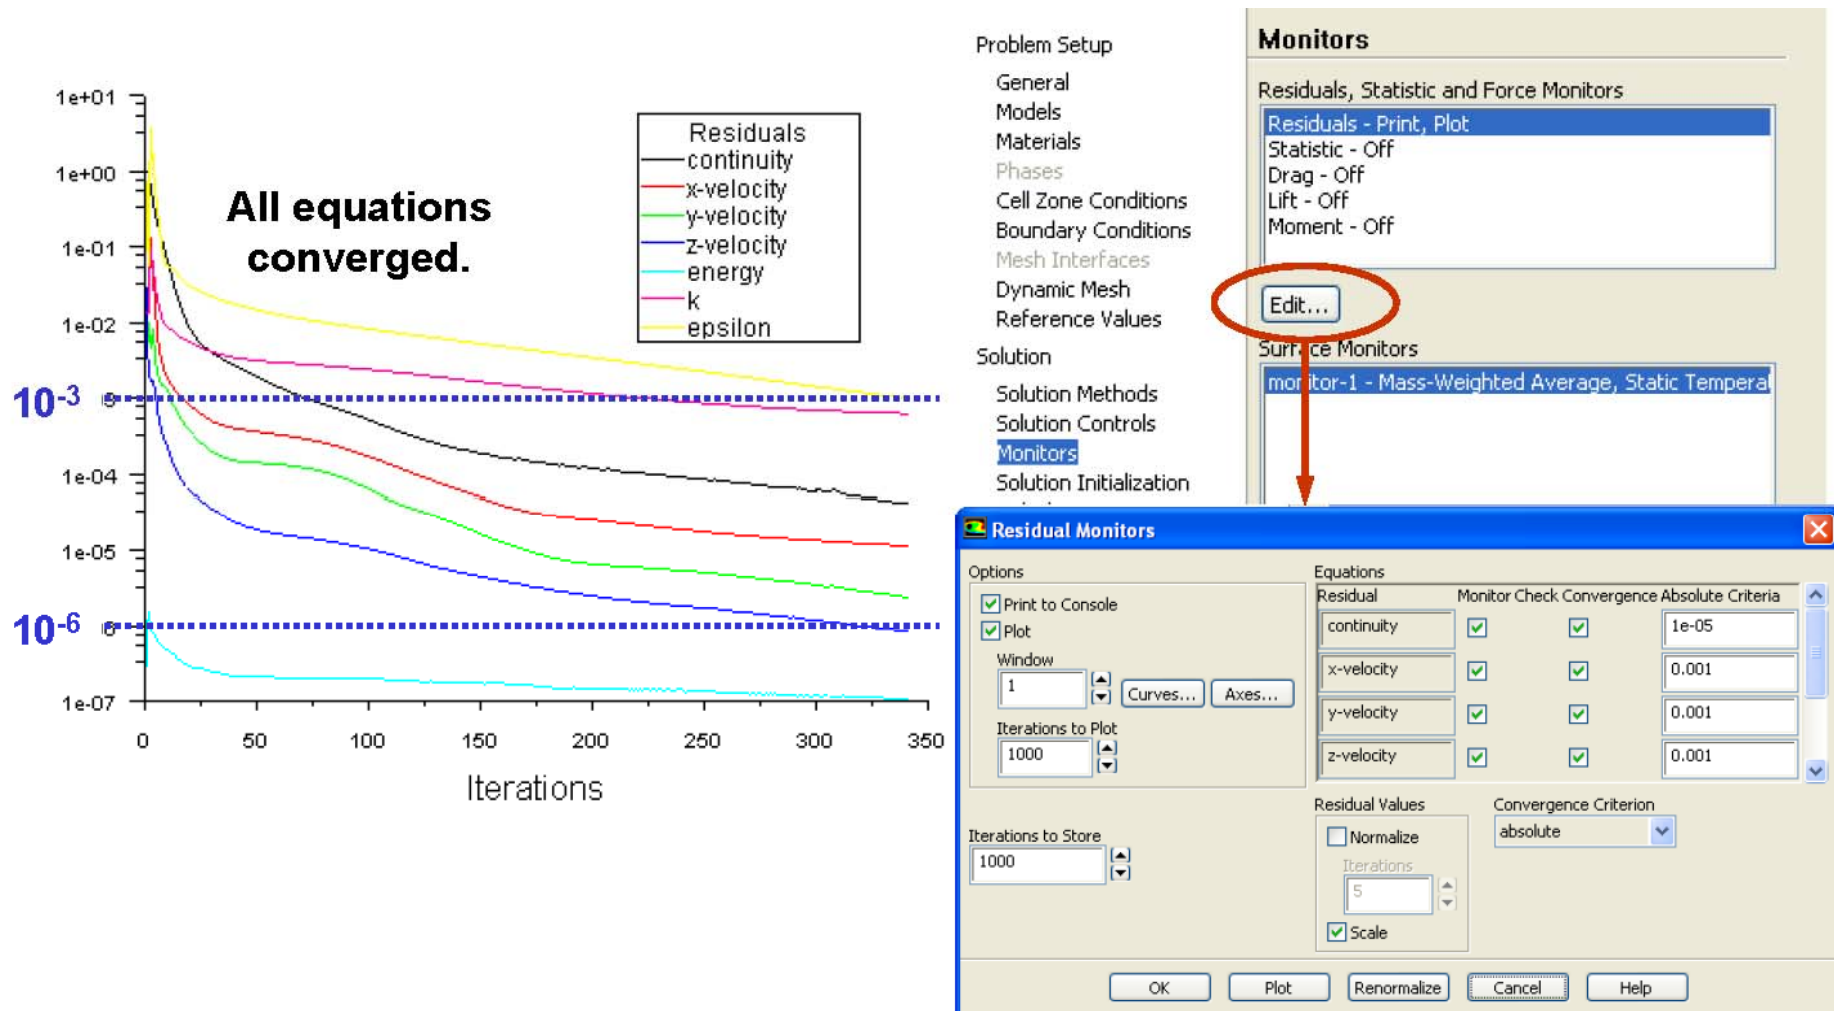 1e+01
1e+00
1e-01
1e-02
10-3
1e-04
1e-05
10-6
1e-07
0
50
100
150
200
250
300
350
Iterations
All equations
converged.
Residuals
continuity
x-velocity
y-velocity
z-velocity
energy
k
epsilon
Problem Setup
General
Models
Materials
Phases
Cell Zone Conditions
Boundary Conditions
Mesh Interfaces
Dynamic Mesh
Reference Values
Solution
Solution Methods
Solution Controls
Monitors
Solution Initialization
Monitors
Residuals, Statistic and Force Monitors
Residuals - Print, Plot
Statistic - Off
Drag - Off
Lift - Off
Moment - Off
Edit...
Surface Monitors
monitor-1 - Mass-Weighted Average, Static Temperat
Residual Monitors
Options
Print to Console
Plot
Window
1
Curves...
Axes...
Iterations to Plot
1000
Iterations to Store
1000
Equations
Residual Monitor Check Convergence Absolute Criteria
continuity 1e-05
x-velocity 0.001
y-velocity 0.001
z-velocity 0.001
Residual Values
Normalize
Iterations
5
Scale
Convergence Criterion
absolute
OK
Plot
Renormalize
Cancel
Help